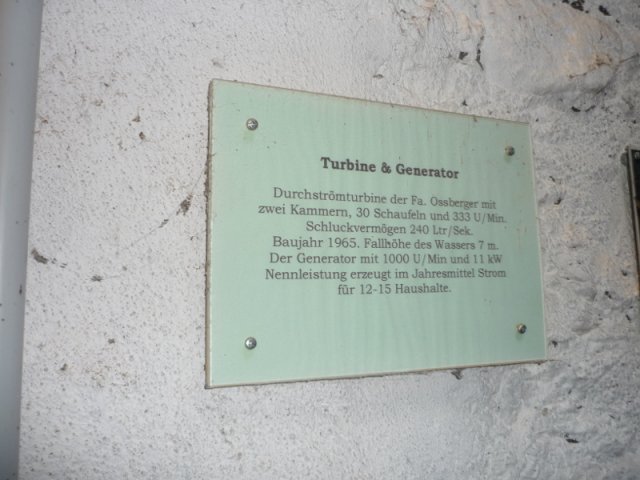 Turbine & Generator
Durchströmturbine der Fa. Ossberger mit
zwei Kammern, 30 Schaufeln und 333 U/Min.
Schluckvermögen 240 Ltr/Sek.
Baujahr 1965. Fallhöhe des Wassers 7 m.
Der Generator mit 1000 U/Min und 11 kW
Nennleistung erzeugt im Jahresmittel Strom
für 12-15 Haushalte.